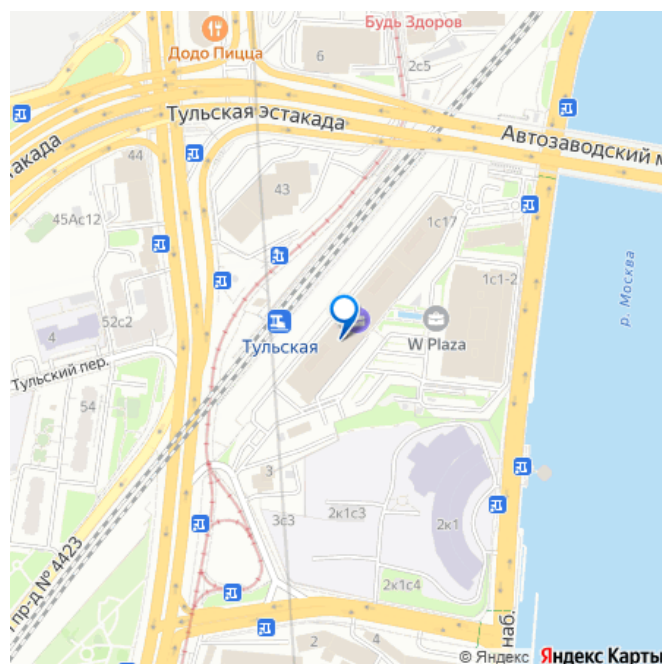 Будь Здоров
Додо Пицца
6
2с5
Тульская эстакада
Автозаводский м
такада
44
43
45Ас12
1с17
1с1-2
р. Москва
52с2
4
Тульская
W Plaza
Тульский пер.
54
3
3с3
2к1с3
2к1
пр-д № 4423
2к1с4
наб.
2
4
© Яндекс Яндекс Карты